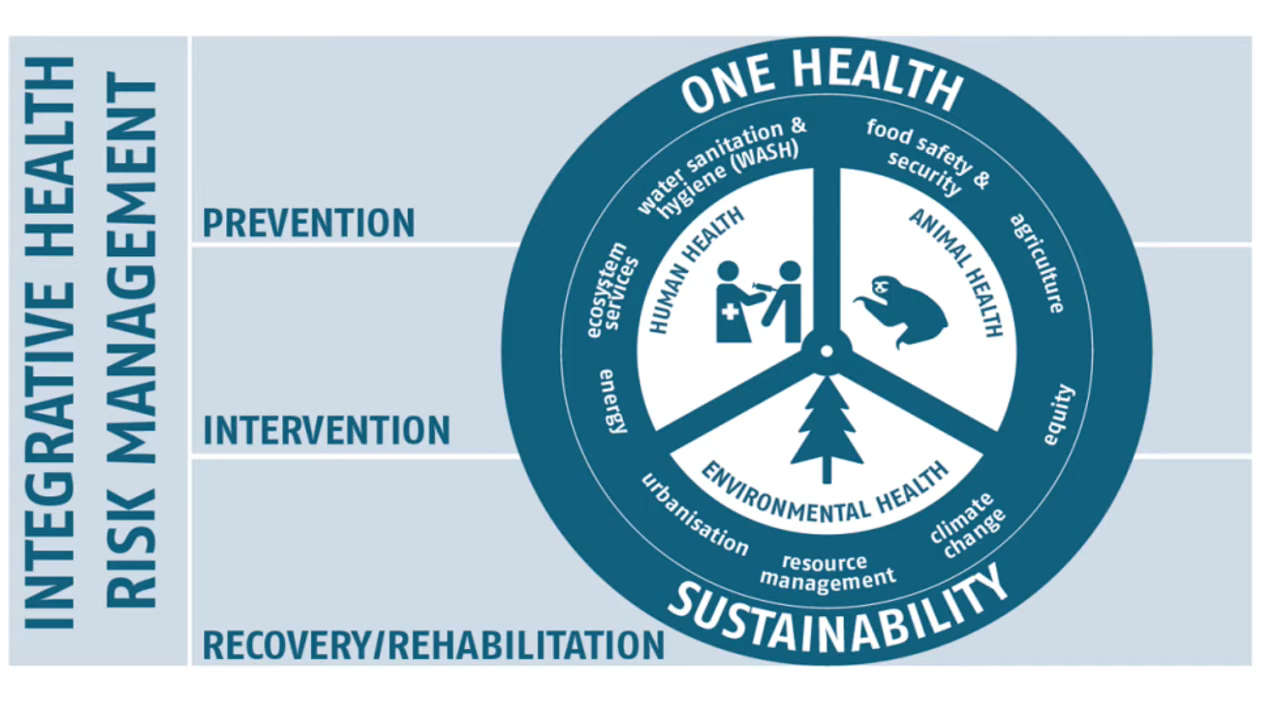 INTEGRATIVE HEALTH
RISK MANAGEMENT
PREVENTION
INTERVENTION
RECOVERY/REHABILITATION
ONE HEALTH
water sanitation &
hygiene (WASH)
food safety &
security
agriculture
equity
climate
change
resource
management
urbanisation
energy
ecosystem
services
HUMAN HEALTH
ANIMAL HEALTH
ENVIRONMENTAL HEALTH
SUSTAINABILITY